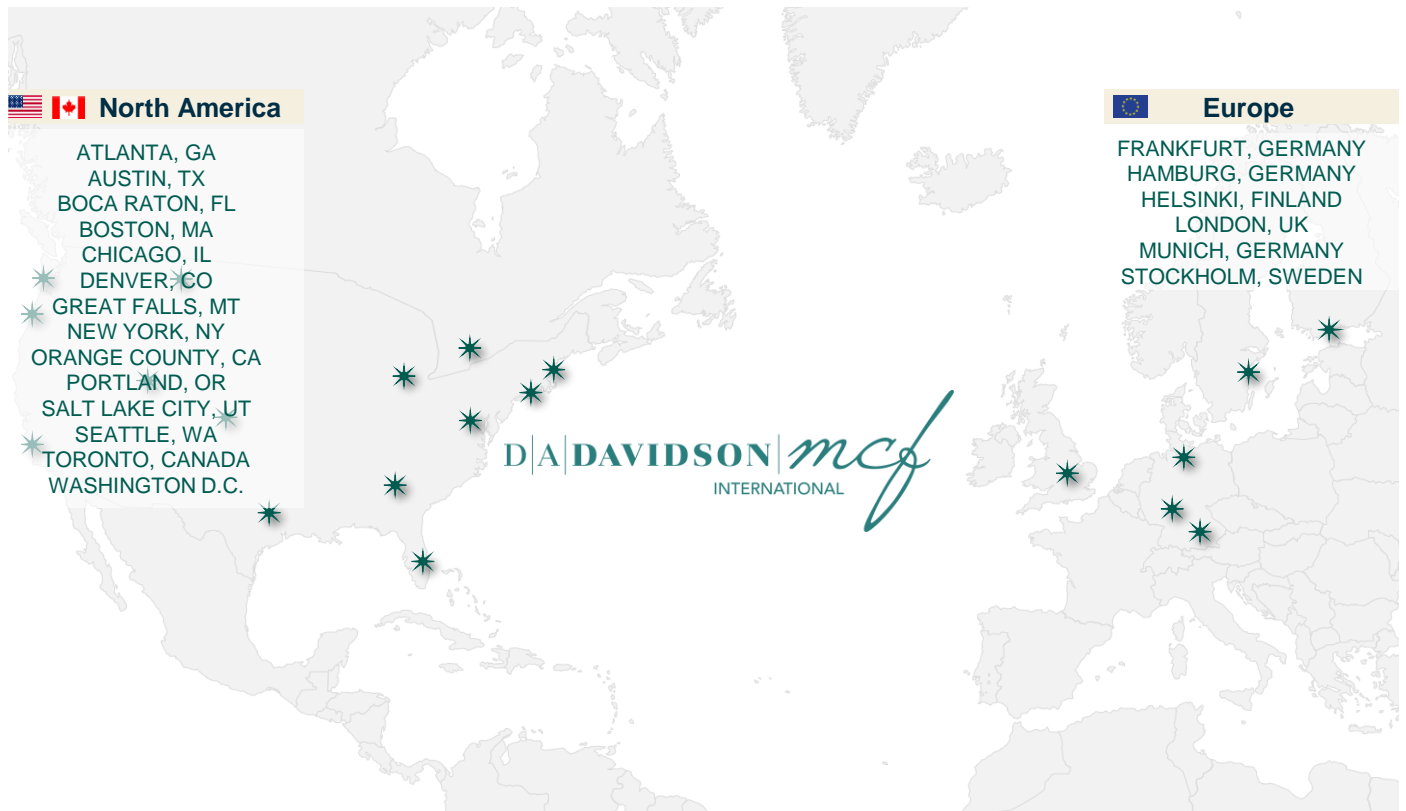 North America
ATLANTA, GA
AUSTIN, TX
BOCA RATON, FL
BOSTON, MA
CHICAGO, IL
DENVER, CO
GREAT FALLS, MT
NEW YORK, NY
ORANGE COUNTY, CA
PORTLAND, OR
SALT LAKE CITY, UT
SEATTLE, WA
TORONTO, CANADA
WASHINGTON D.C.
Europe
FRANKFURT, GERMANY
HAMBURG, GERMANY
HELSINKI, FINLAND
LONDON, UK
MUNICH, GERMANY
STOCKHOLM, SWEDEN
D|A|DAVIDSON|mcf
INTERNATIONAL